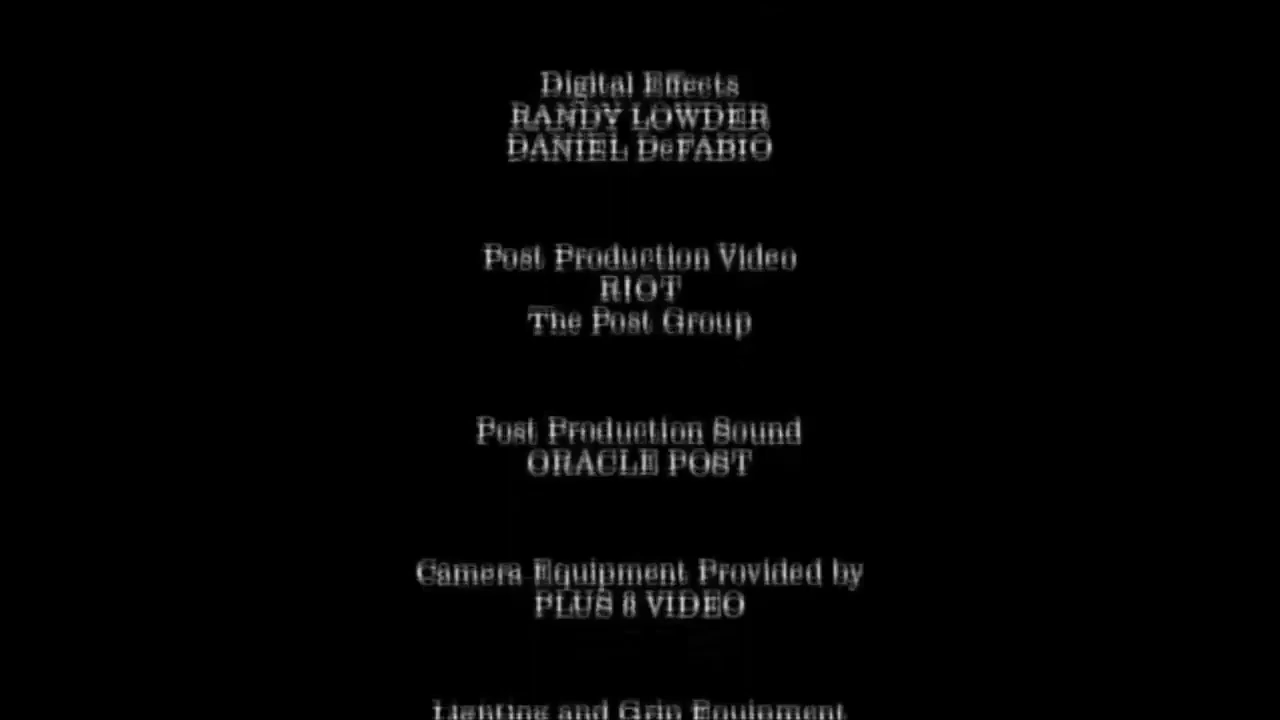 Digital Effects
RANDY LOWDER
DANIEL DeFABIO
Post Production Video
RIOT
The Post Group
Post Production Sound
ORACLE POST
Camera Equipment Provided by
PLUS 8 VIDEO
Lighting and Grip Equipment